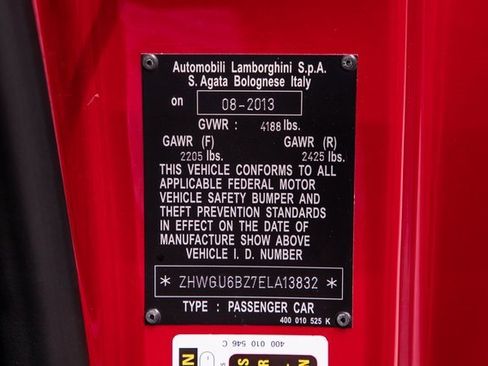 Automobili Lamborghini S.p.A.
S. Agata Bolognese Italy
on 08-2013
GVWR : 4188 lbs.
GAWR (F) GAWR (R)
2205 lbs. 2425 lbs.
THIS VEHICLE CONFORMS TO ALL
APPLICABLE FEDERAL MOTOR
VEHICLE SAFETY BUMPER AND
THEFT PREVENTION STANDARDS
IN EFFECT ON THE DATE OF
MANUFACTURE SHOW ABOVE
VEHICLE I. D. NUMBER
* ZHWGU6BZ7ELA13832 *
TYPE : PASSENGER CAR
400 010 525 K
400 010 546 C